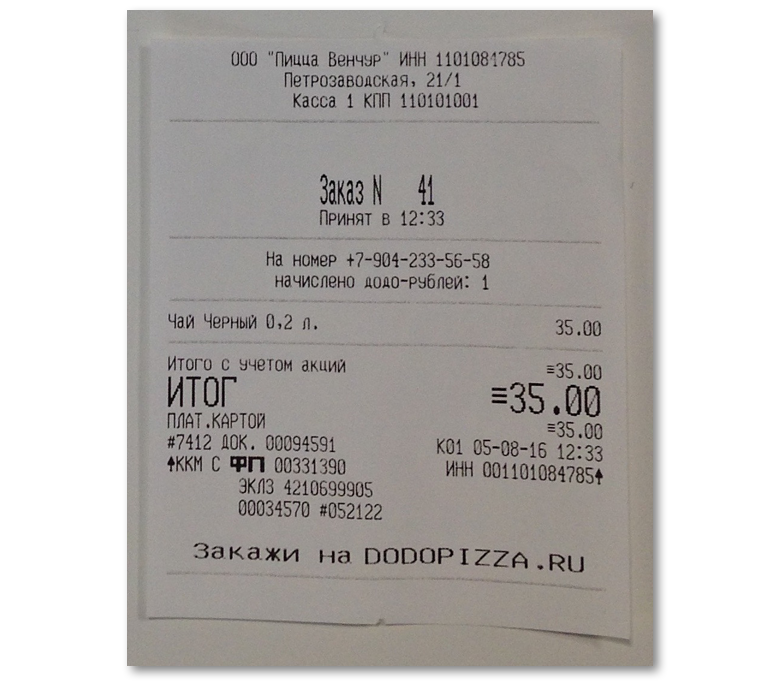 ООО "Пицца Венчур" ИНН 1101084785
Петрозаводская, 21/1
Касса 1 КПП 110101001
Заказ N 41
Принят в 12:33
На номер +7-904-233-56-58
начислено додо-рублей: 1
Чай Черный 0,2 л. 35.00
Итого с учетом акций ≡35.00
ИТОГ ≡35.00
ПЛАТ.КАРТОЙ ≡35.00
#7412 ДОК. 00094591 К01 05-08-16 12:33
↑ККМ С ФП 00331390 ИНН 001101084785↑
ЭКЛЗ 4210699905
00034570 #052122
Закажи на DODOPIZZA.RU